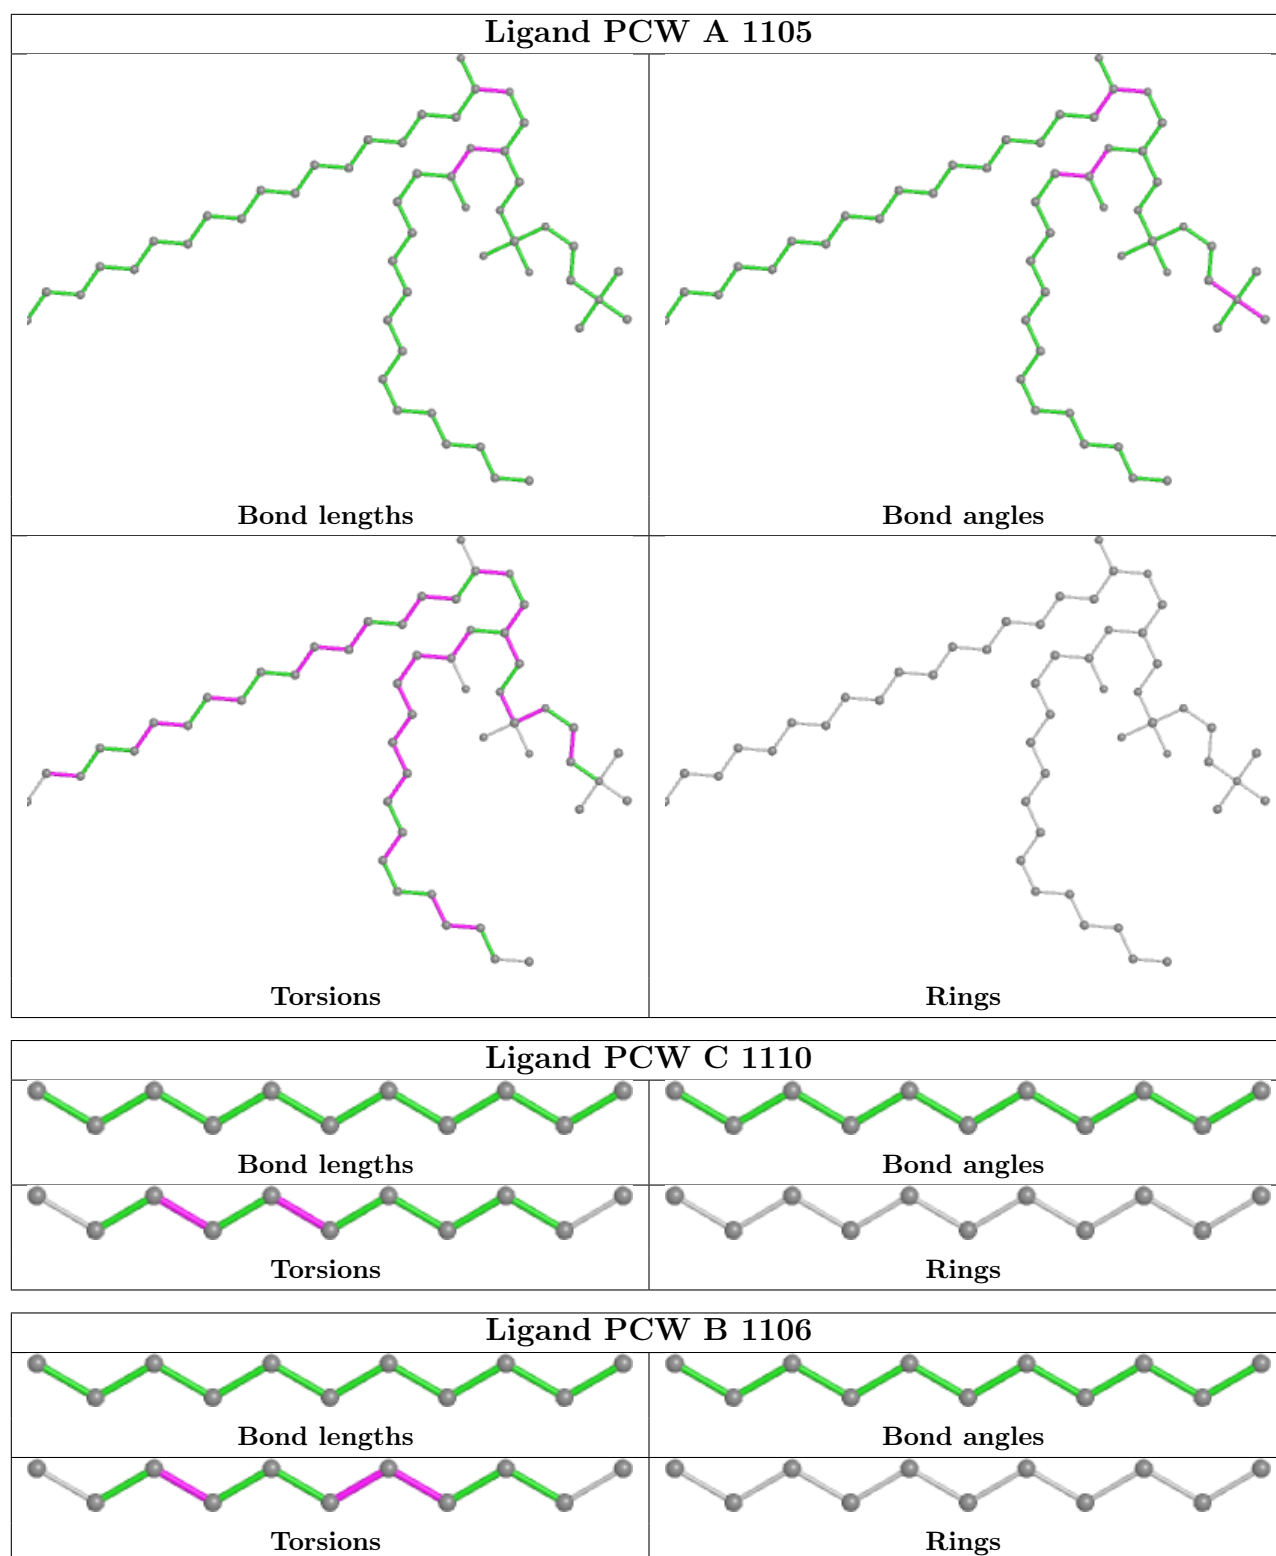 Ligand PCW A 1105
Bond lengths
Bond angles
Torsions
Rings
Ligand PCW C 1110
Bond lengths
Bond angles
Torsions
Rings
Ligand PCW B 1106
Bond lengths
Bond angles
Torsions
Rings